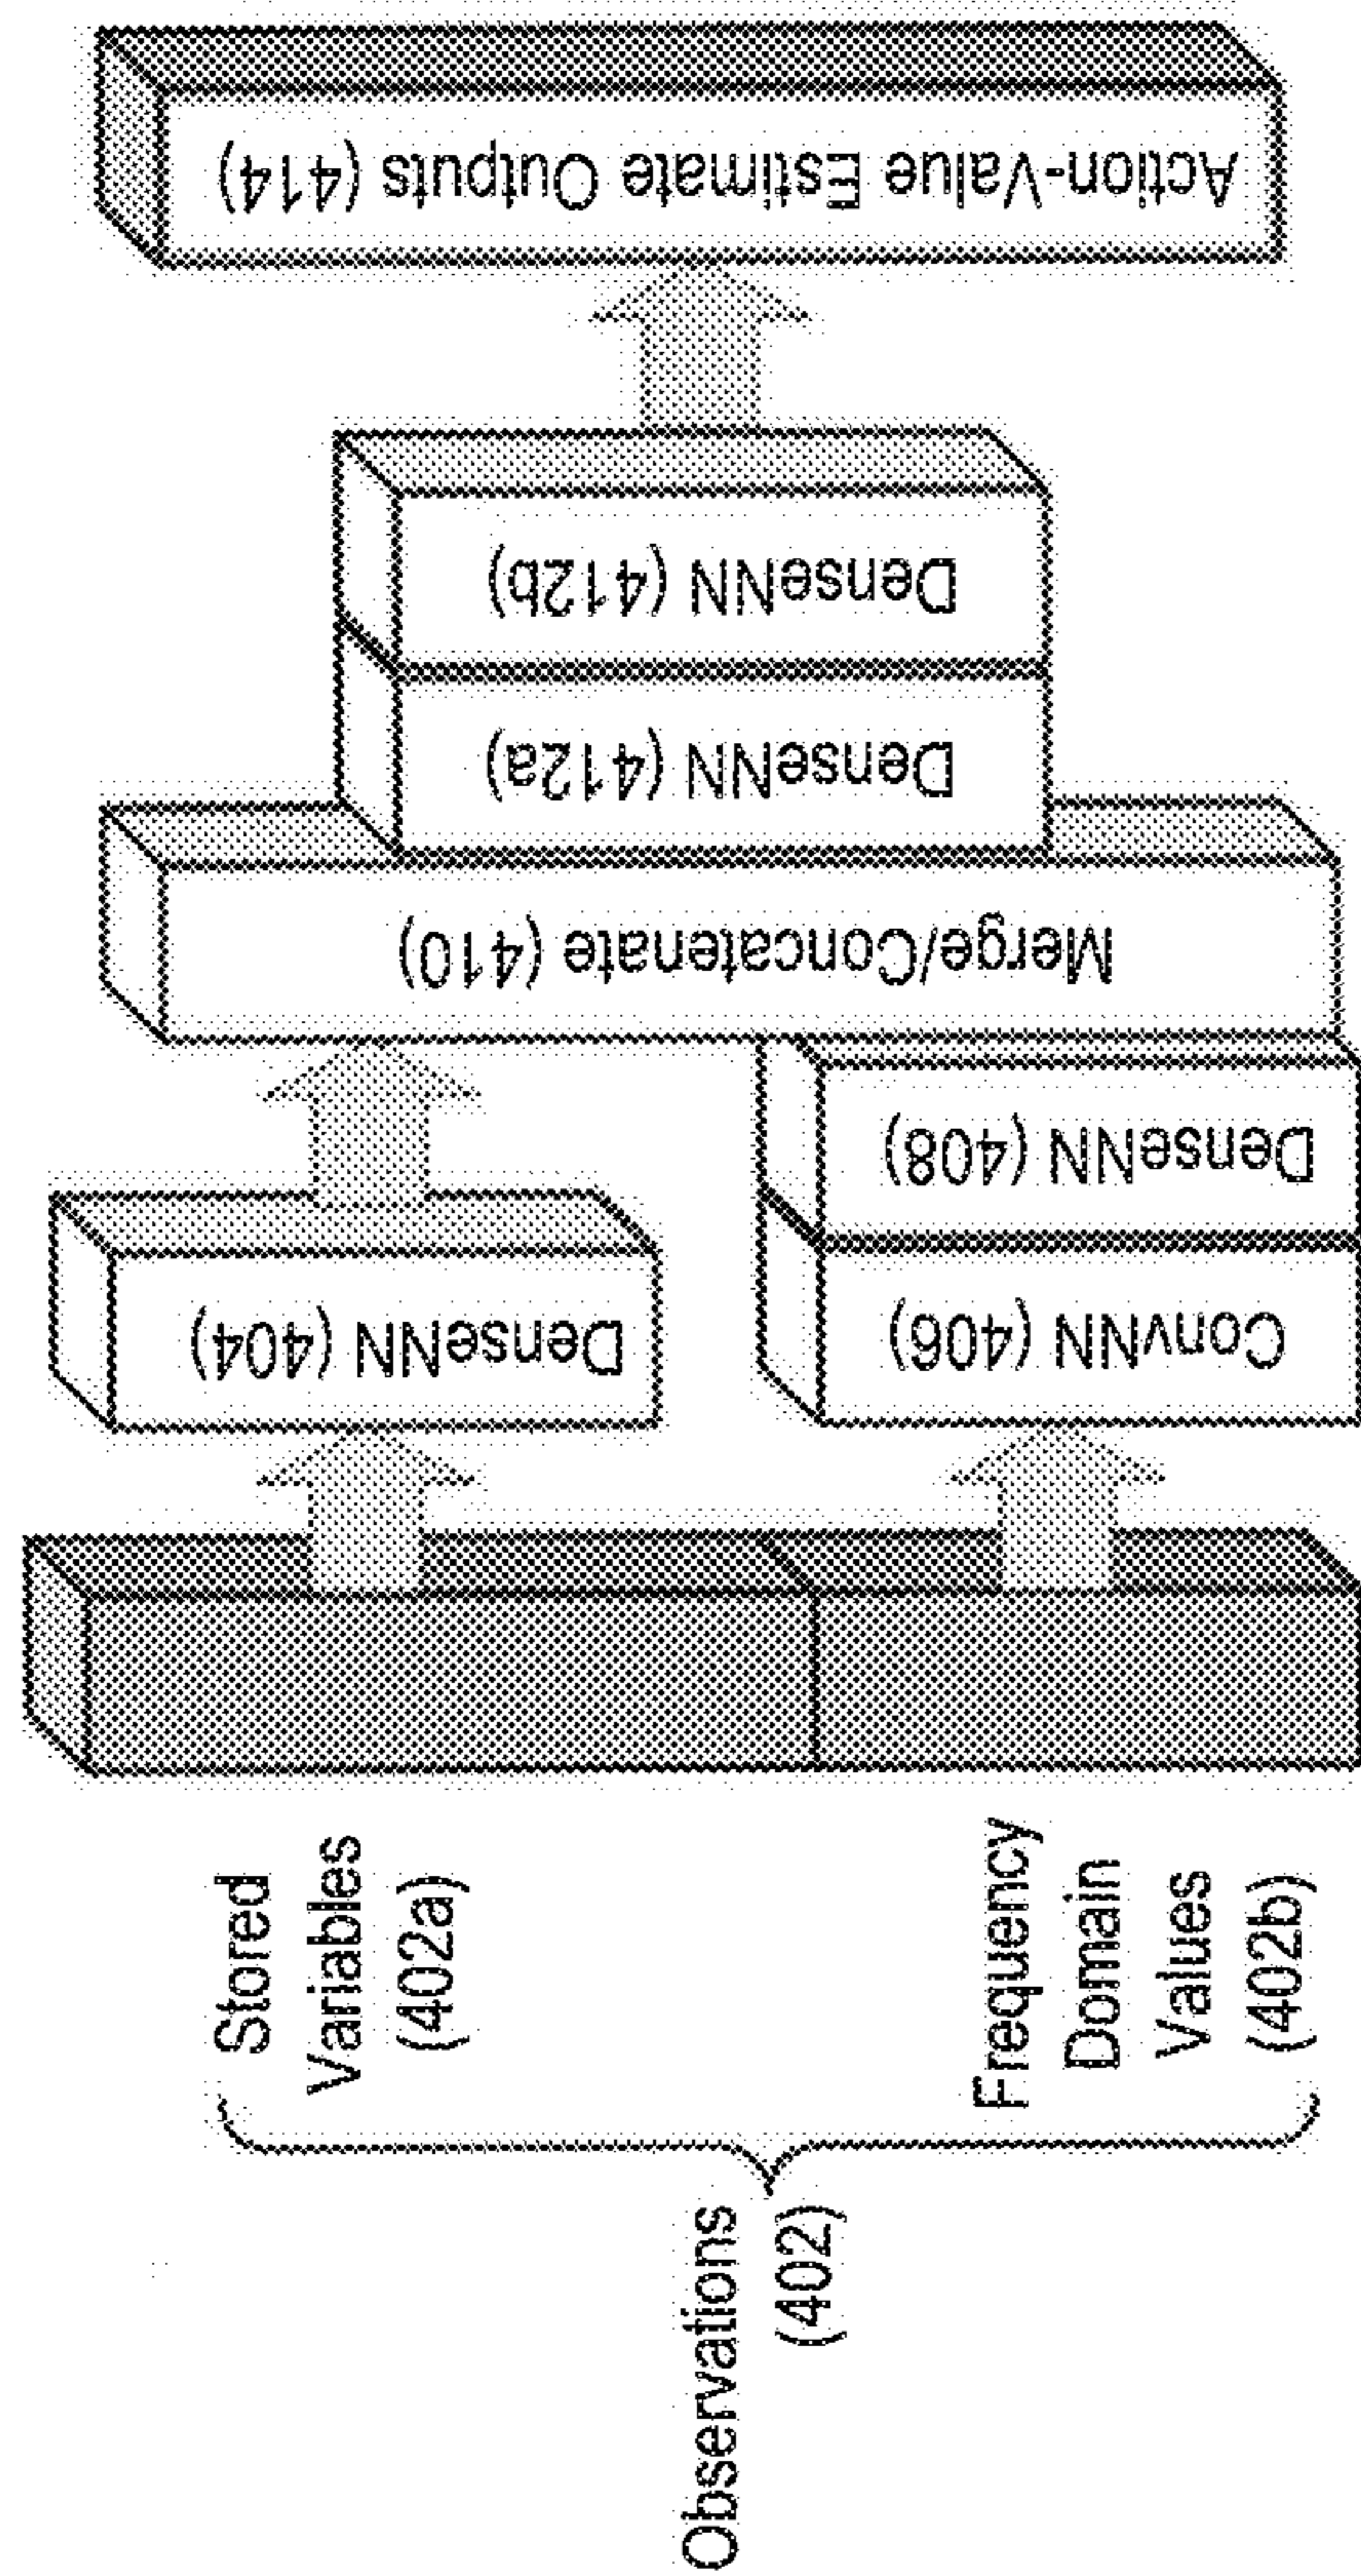 Observations
(402)
Stored
Variables
(402a)
Frequency
Domain
Values
(402b)
DenseNN (404)
ConvNN (406)
DenseNN (408)
Merge/Concatenate (410)
DenseNN (412a)
DenseNN (412b)
Action-Value Estimate Outputs (414)